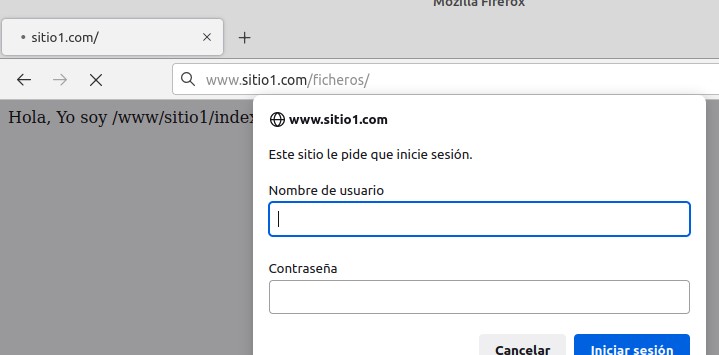 Mozilla Firefox
• sitio1.com/
www.sitio1.com/ficheros/
Hola, Yo soy /www/sitio1/index
www.sitio1.com
Este sitio le pide que inicie sesión.
Nombre de usuario
Contraseña
Cancelar
Iniciar sesión